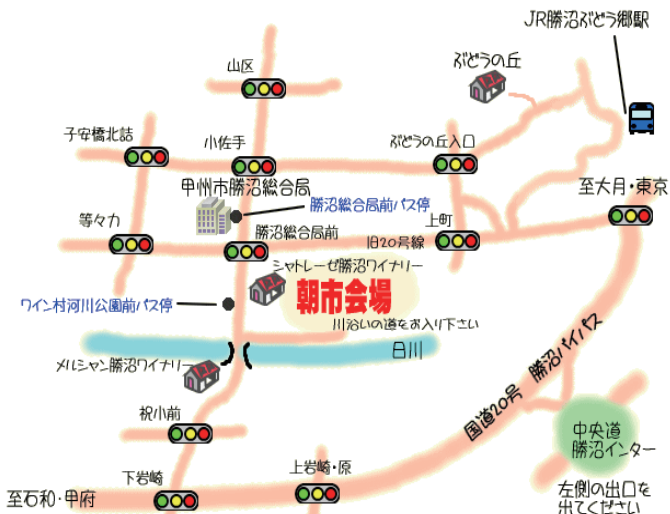 JR勝沼ぶどう郷駅
ぶどうの丘
山区
子安橋北詰
小佐手
ぶどうの丘入口
甲州市勝沼総合局
至大月・東京
勝沼総合局前バス停
等々力
勝沼総合局前
旧20号線
上町
シャトレーゼ勝沼ワイナリー
朝市会場
ワイン村河川公園前バス停
川沿いの道をお入り下さい
日川
メルシャン勝沼ワイナリー
国道20号 勝沼バイパス
祝小前
中央道
勝沼インター
下岩崎
上岩崎・原
至石和・甲府
左側の出口を
出てください